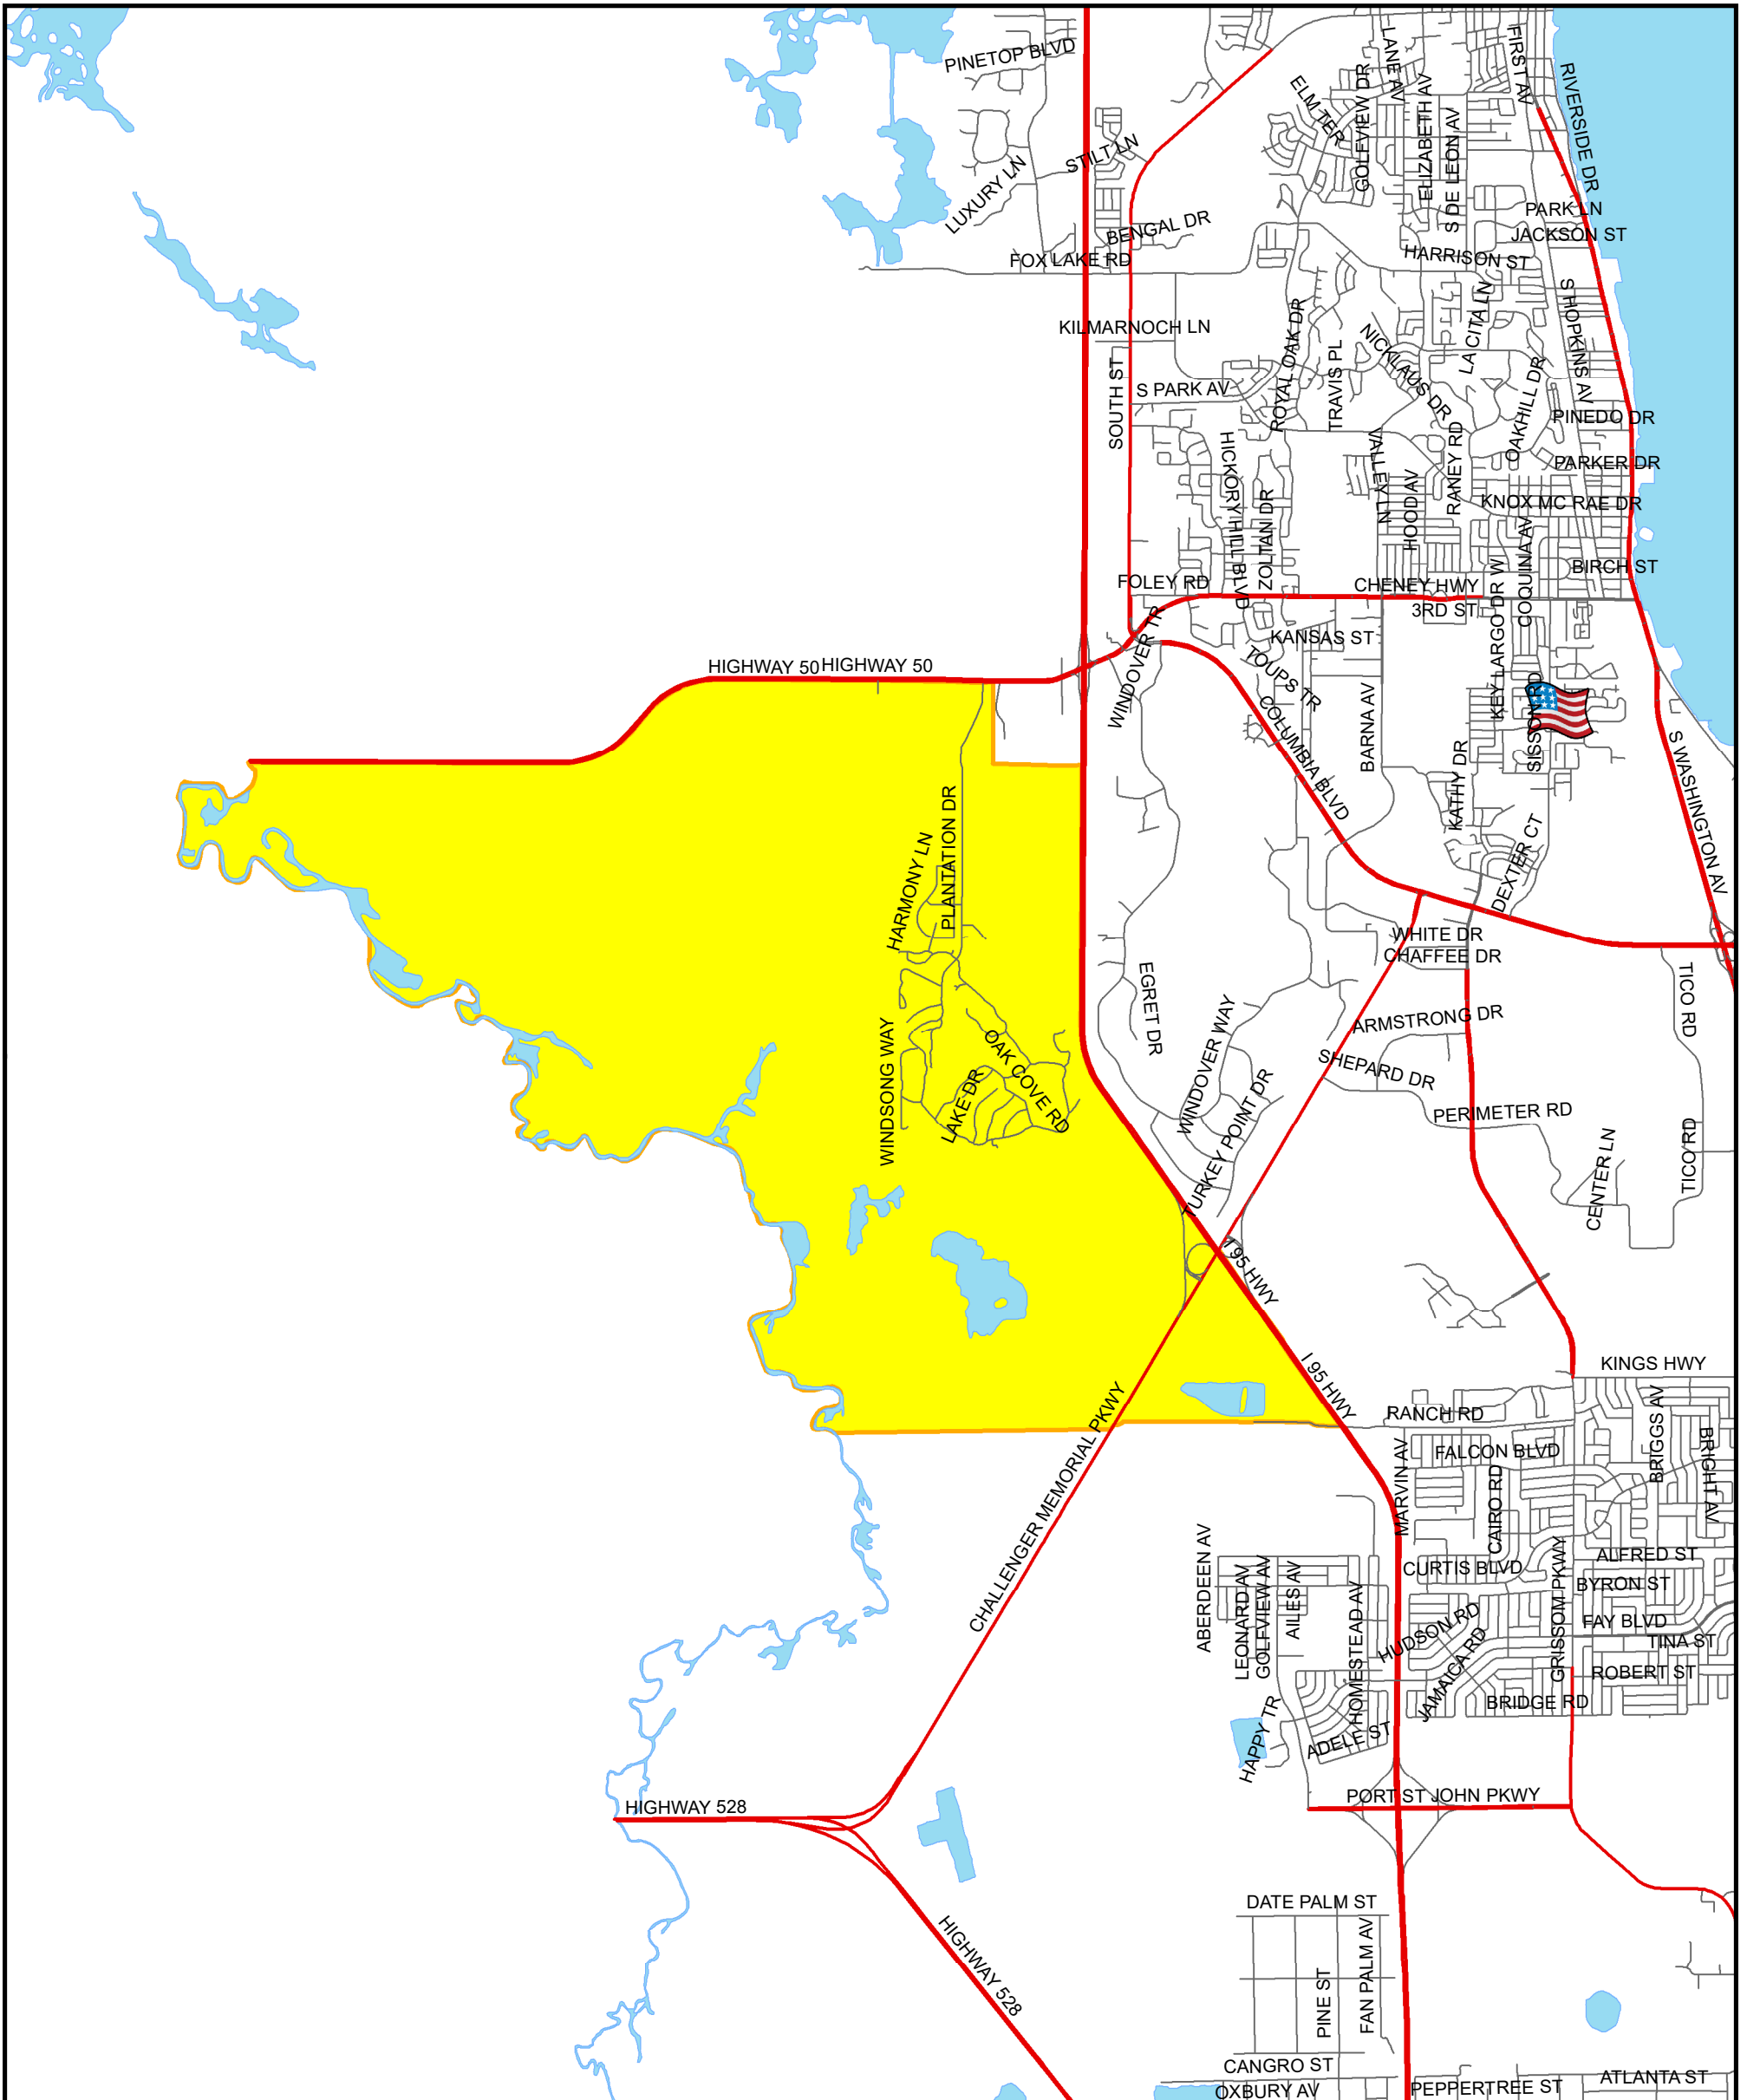 PINETOP BLVD
LANE AV
FIRST AV
RIVERSIDE DR
ELM TER
GOLFVIEW DR
ELIZABETH AV
S DE LEON AV
STILT LN
LUXURY LN
PARK LN
JACKSON ST
BENGAL DR
FOX LAKE RD
HARRISON ST
S HOPKINS AV
LA CITA LN
KILMARNOCH LN
ROYAL OAK DR
TRAVIS PL
NICKLAUS DR
SOUTH ST
S PARK AV
OAKHILL DR
PINEDO DR
HICKORY HILL BLVD
VALLEY LN
RANEY RD
PARKER DR
ZOLTAN DR
HOOD AV
KNOX MC RAE DR
COQUINA AV
BIRCH ST
FOLEY RD
CHENEY HWY
3RD ST
KEY LARGO DR W
KANSAS ST
WINDOVER TR
HIGHWAY 50
HIGHWAY 50
TOUPS TR
COLUMBIA BLVD
BARNA AV
SISSON RD
KATHY DR
S WASHINGTON AV
PLANTATION DR
HARMONY LN
DEXTER CT
WHITE DR
CHAFFEE DR
EGRET DR
TICO RD
WINDOVER WAY
ARMSTRONG DR
SHEPARD DR
WINDSONG WAY
OAK COVE RD
LAKE DR
PERIMETER RD
TURKEY POINT DR
CENTER LN
TICO RD
I 95 HWY
I 95 HWY
KINGS HWY
RANCH RD
CHALLENGER MEMORIAL PKWY
BRIGGS AV
BRIGHT AV
FALCON BLVD
MARVIN AV
CAIRO RD
ABERDEEN AV
LEONARD AV
GOLFVIEW AV
AILES AV
HOMESTEAD AV
CURTIS BLVD
GRISSOM PKWY
ALFRED ST
BYRON ST
FAY BLVD
TINA ST
HUDSON RD
JAMAICA RD
ROBERT ST
BRIDGE RD
HAPPY TR
ADELE ST
HIGHWAY 528
PORT ST JOHN PKWY
HIGHWAY 528
DATE PALM ST
PINE ST
FAN PALM AV
CANGRO ST
OXBURY AV
PEPPERTREE ST
ATLANTA ST